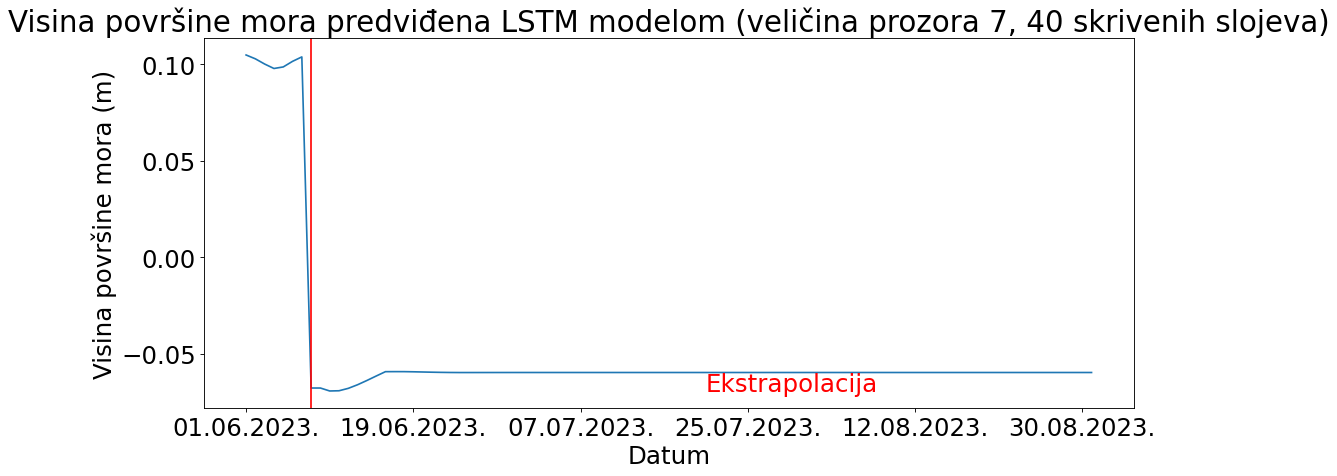 Visina površine mora predviđena LSTM modelom (veličina prozora 7, 40 skrivenih slojeva)
Visina površine mora (m)
0.10
0.05
0.00
−0.05
Ekstrapolacija
01.06.2023. 19.06.2023. 07.07.2023. 25.07.2023. 12.08.2023. 30.08.2023.
Datum